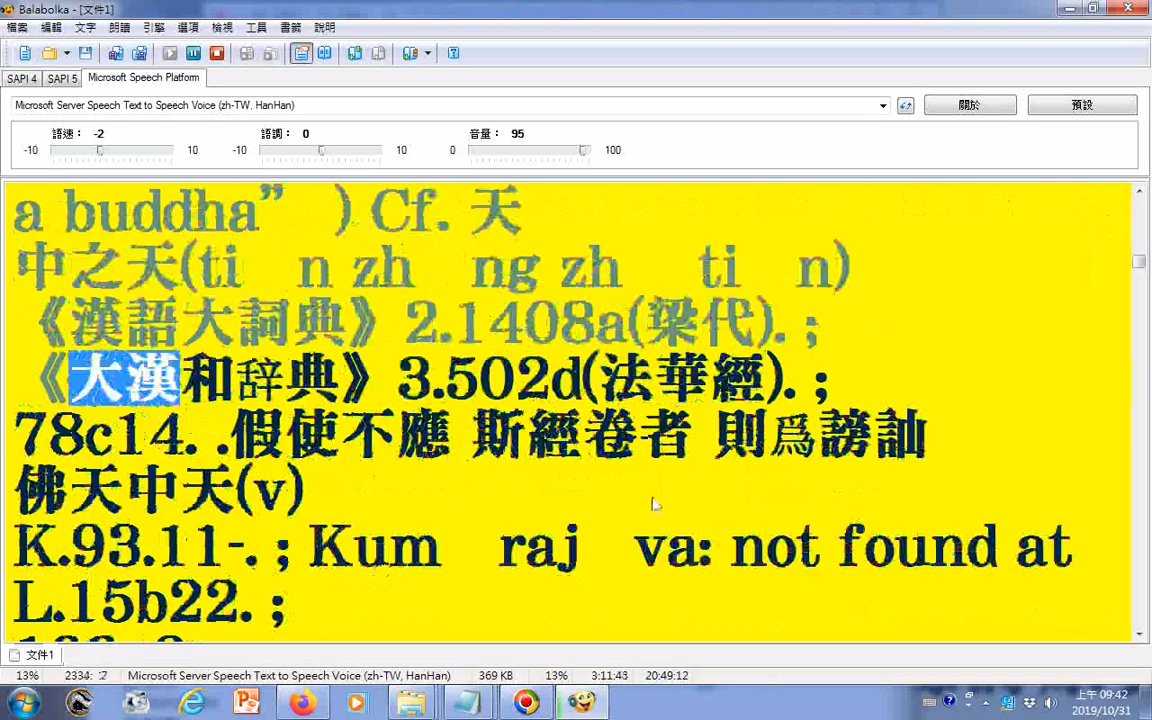 Balabolka - [文件1]
檔案 編輯 文字 朗讀 引擎 選項 檢視 工具 書籤 說明
SAPI 4 SAPI 5 Microsoft Speech Platform
Microsoft Server Speech Text to Speech Voice (zh-TW, HanHan) 關於 預設
語速： -2 語調： 0 音量： 95
-10 10 -10 10 0 100
a buddha” ) Cf. 天
中之天(ti n zh ng zh ti n)
《漢語大詞典》 2.1408a(梁代). ;
《大漢和辞典》 3.502d(法華經). ;
78c14. .假使不應 斯經卷者 則爲謗訕
佛天中天(v)
K.93.11-. ; Kum raj va: not found at
L.15b22. ;
文件1
13% 2334: :7 Microsoft Server Speech Text to Speech Voice (zh-TW, HanHan) 369 KB 13% 3:11:43 20:49:12
上午 09:42
2019/10/31